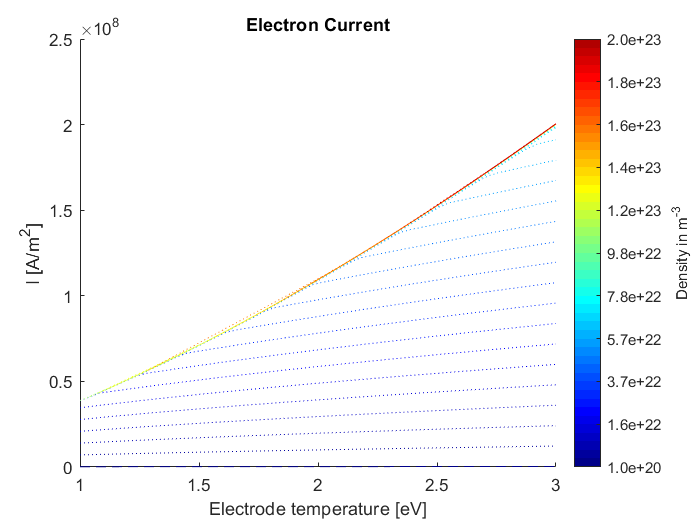 Electron Current
×10⁸
2.5
2
1.5
1
0.5
0
I [A/m²]
1
1.5
2
2.5
3
Electrode temperature [eV]
2.0e+23
1.8e+23
1.6e+23
1.4e+23
1.2e+23
9.8e+22
7.8e+22
5.7e+22
3.7e+22
1.6e+22
1.0e+20
Density in m⁻³